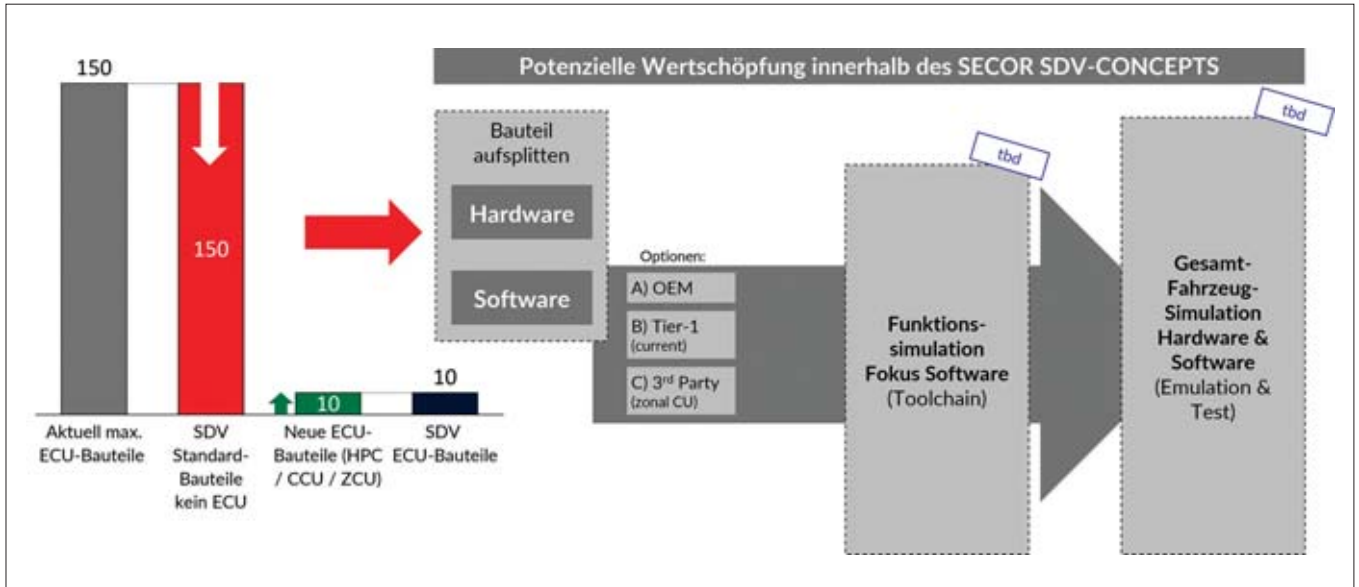 150
150
10
10
Aktuell max.
ECU-Bauteile
SDV
Standard-
Bauteile
kein ECU
Neue ECU-
Bauteile (HPC
/ CCU / ZCU)
SDV
ECU-Bauteile
Potenzielle Wertschöpfung innerhalb des SECOR SDV-CONCEPTS
Bauteil
aufsplitten
Hardware
Software
Optionen:
A) OEM
B) Tier-1
(current)
C) 3rd Party
(zonal CU)
tbd
Funktions-
simulation
Fokus Software
(Toolchain)
tbd
Gesamt-
Fahrzeug-
Simulation
Hardware &
Software
(Emulation &
Test)